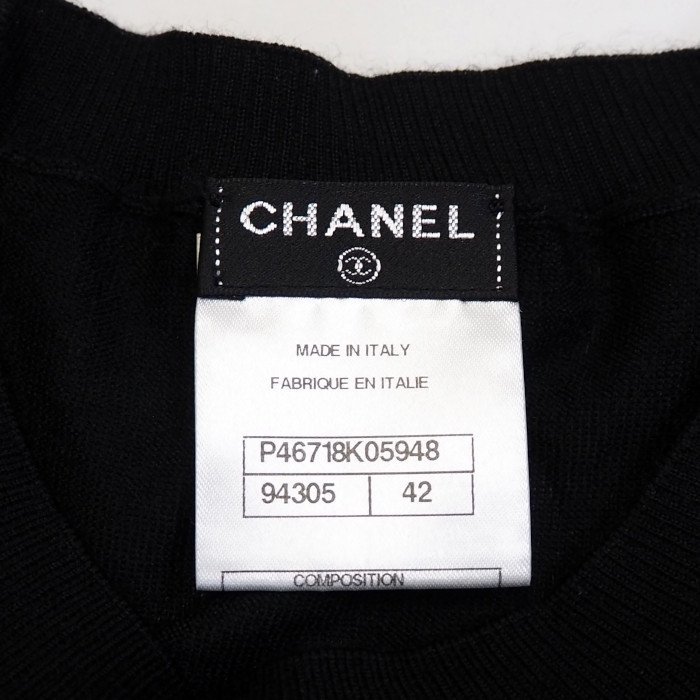 CHANEL
MADE IN ITALY
FABRIQUE EN ITALIE
P46718K05948
94305 42
COMPOSITION